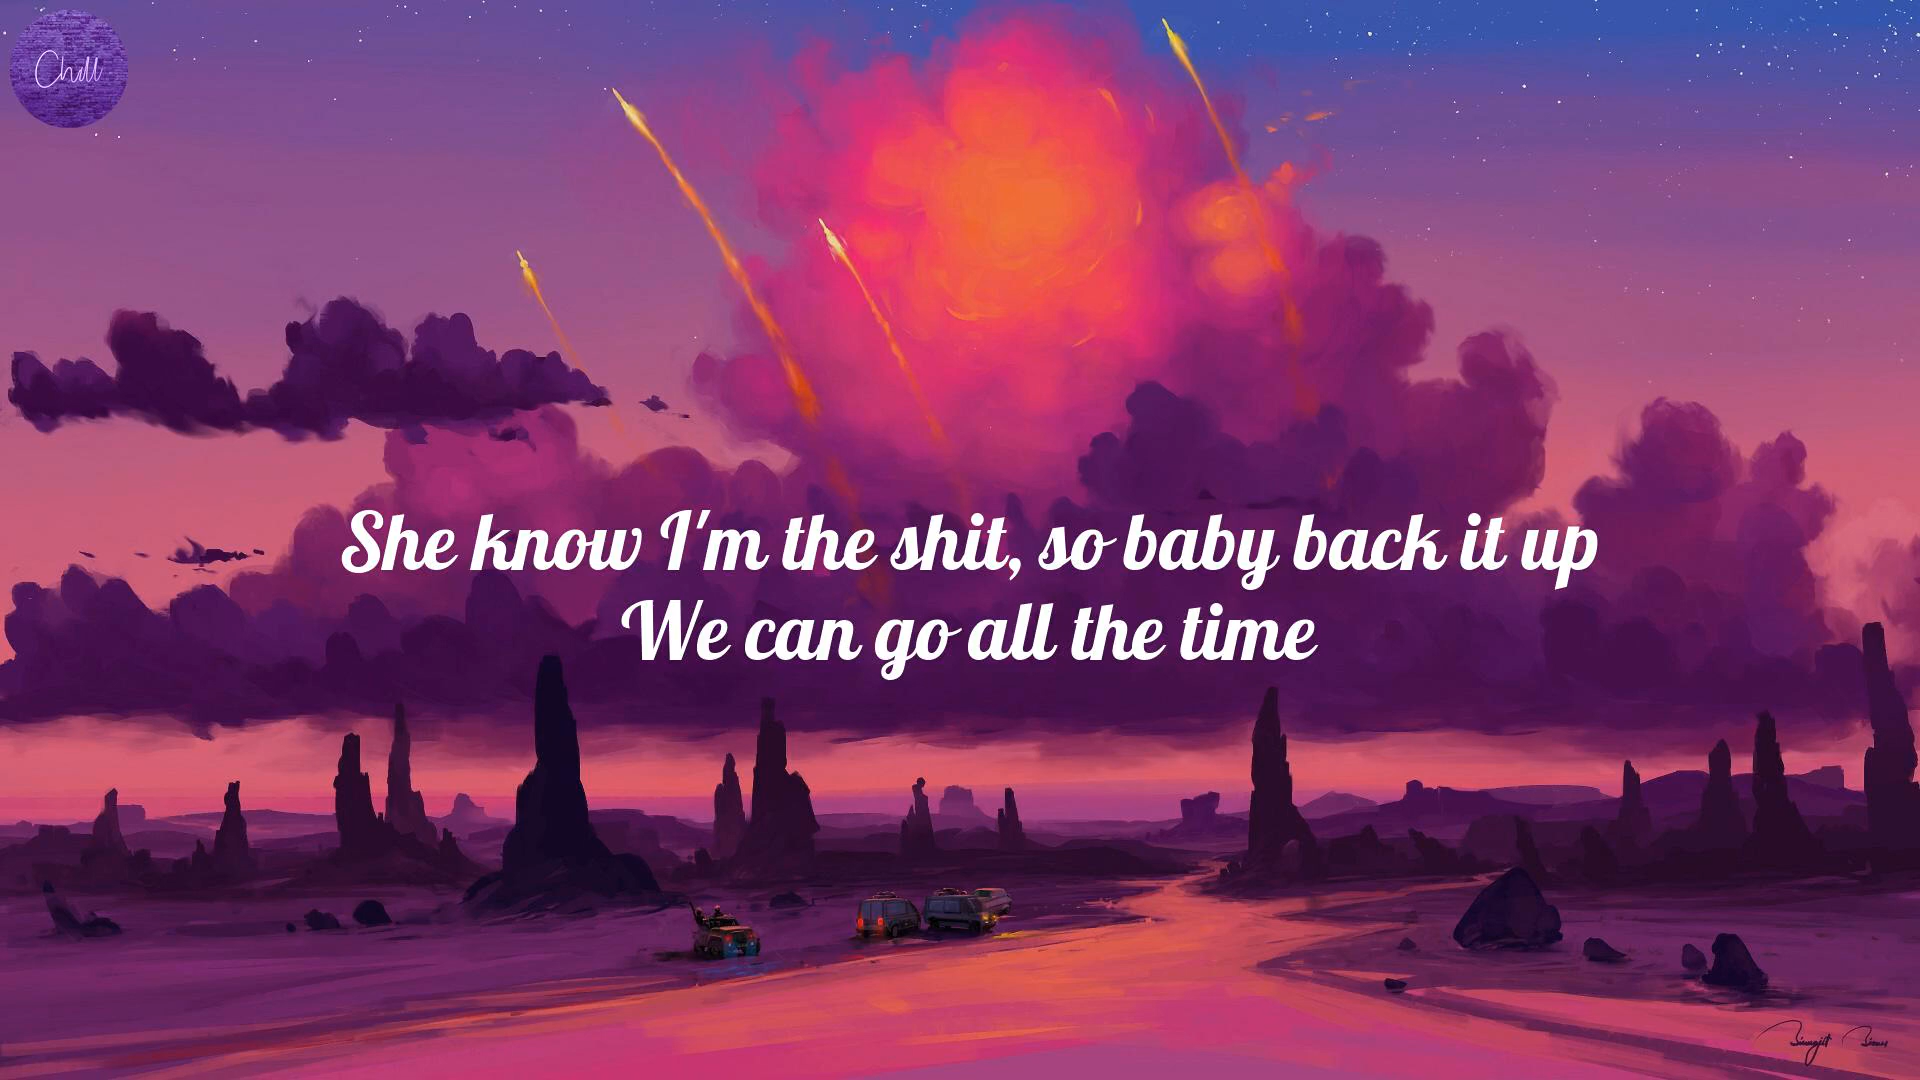 Chill
She know I'm the shit, so baby back it up
We can go all the time